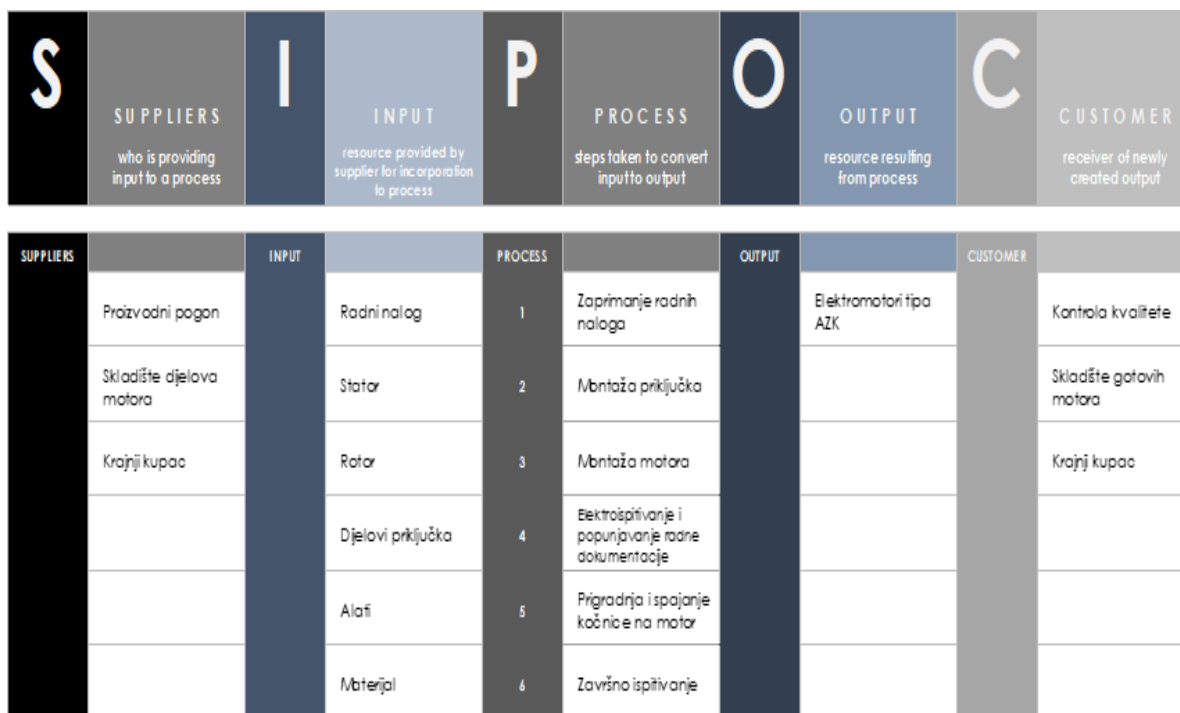 S
SUPPLIERS
who is providing
input to a process
I
INPUT
resource provided by
supplier for incorporation
to process
P
PROCESS
steps taken to convert
input to output
O
OUTPUT
resource resulting
from process
C
CUSTOMER
receiver of newly
created output
SUPPLIERS INPUT PROCESS OUTPUT CUSTOMER
Proizvodni pogon
Radni nalog
1
Zaprimanje radnih
naloga
Elektromotori tipa
AZK
Kontrola kvalitete
Skladište djelova
motora
Stator
2
Montaža priključka
Skladšte gotovih
motora
Krajnji kupac
Rotor
3
Montaža motora
Krajnji kupac
Dijelovi priključka
4
Elektroispitivanje i
popunjavanje radne
dokumentacije
Alati
5
Prigradnja i spajanje
kočnice na motor
Materijal
6
Završno ispitivanje